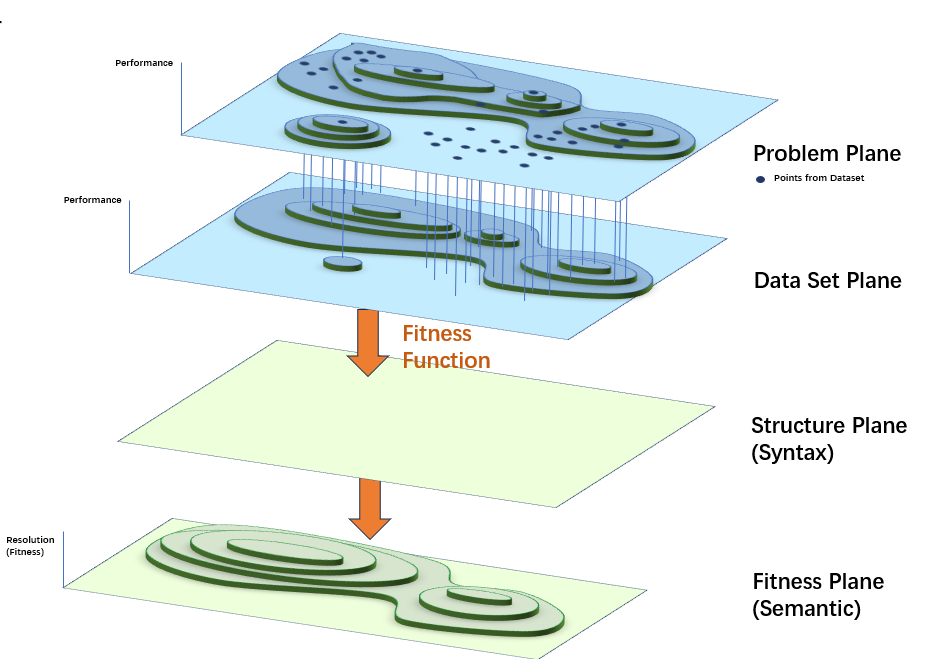 Performance
Problem Plane
Points from Dataset
Performance
Data Set Plane
Fitness
Function
Structure Plane
(Syntax)
Resolution
(Fitness)
Fitness Plane
(Semantic)